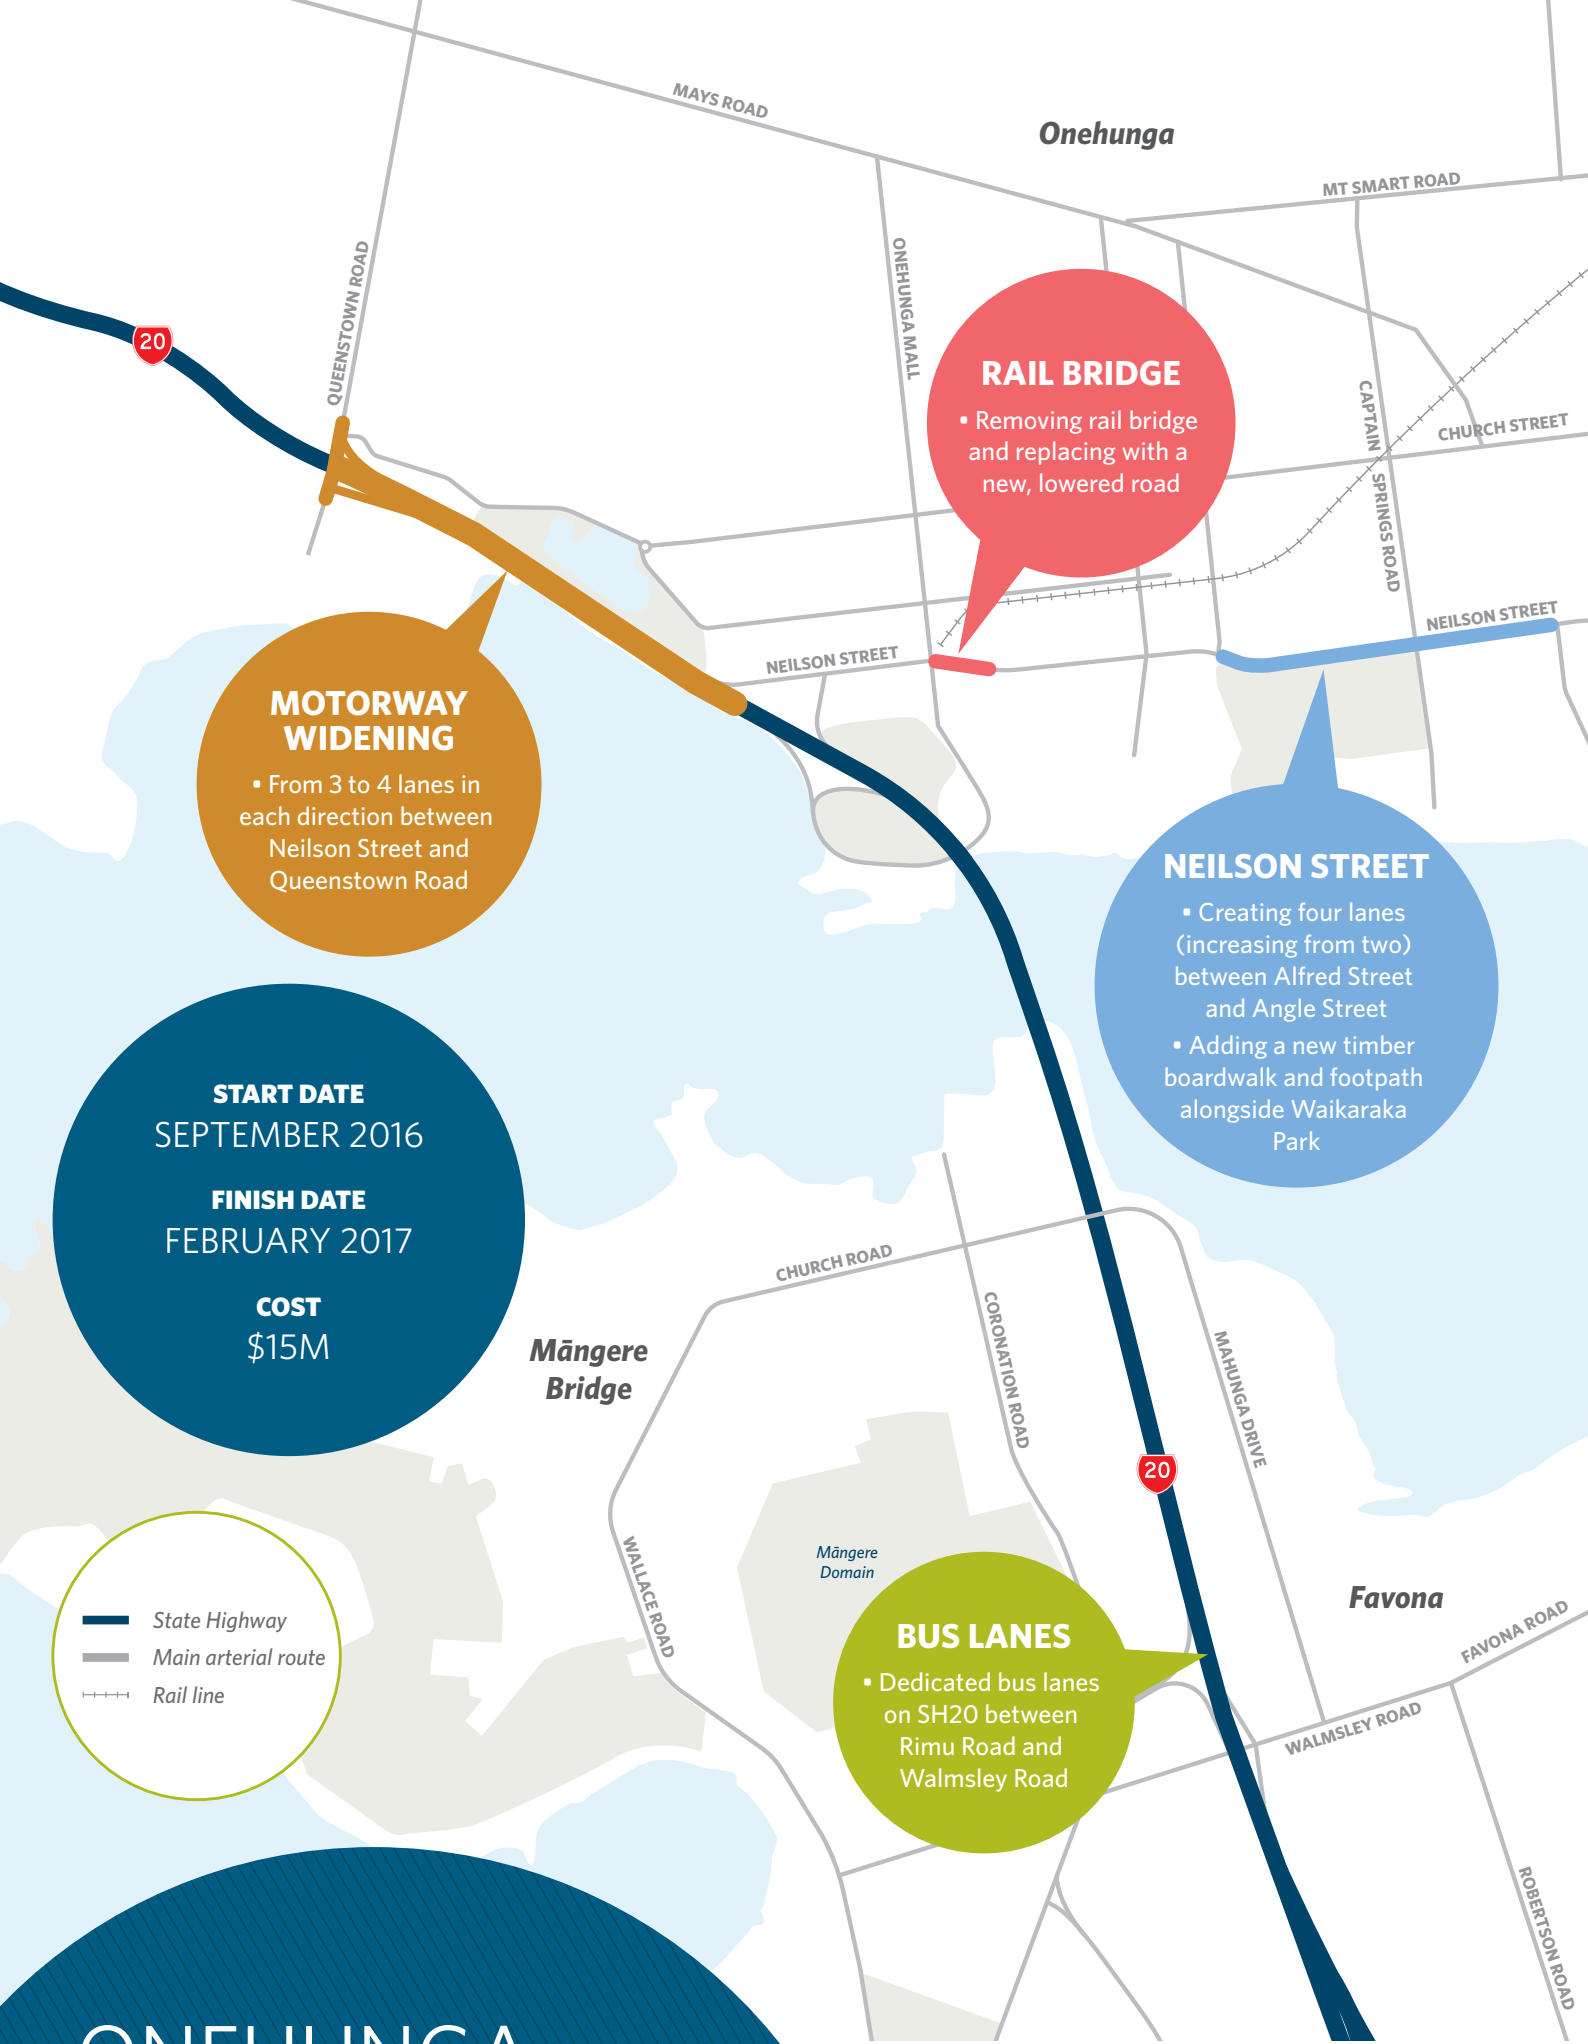 MAYS ROAD
Onehunga
MT SMART ROAD
QUEENSTOWN ROAD
ONEHUNGA MALL
20
RAIL BRIDGE
▪ Removing rail bridge
and replacing with a
new, lowered road
CAPTAIN SPRINGS ROAD
CHURCH STREET
NEILSON STREET
NEILSON STREET
MOTORWAY
WIDENING
▪ From 3 to 4 lanes in
each direction between
Neilson Street and
Queenstown Road
NEILSON STREET
▪ Creating four lanes
(increasing from two)
between Alfred Street
and Angle Street
▪ Adding a new timber
boardwalk and footpath
alongside Waikaraka
Park
START DATE
SEPTEMBER 2016
FINISH DATE
FEBRUARY 2017
COST
$15M
CHURCH ROAD
Māngere
Bridge
CORONATION ROAD
MAHUNGA DRIVE
20
WALLACE ROAD
Māngere
Domain
Favona
FAVONA ROAD
WALMSLEY ROAD
ROBERTSON ROAD
BUS LANES
▪ Dedicated bus lanes
on SH20 between
Rimu Road and
Walmsley Road
State Highway
Main arterial route
Rail line
ONEHUNGA